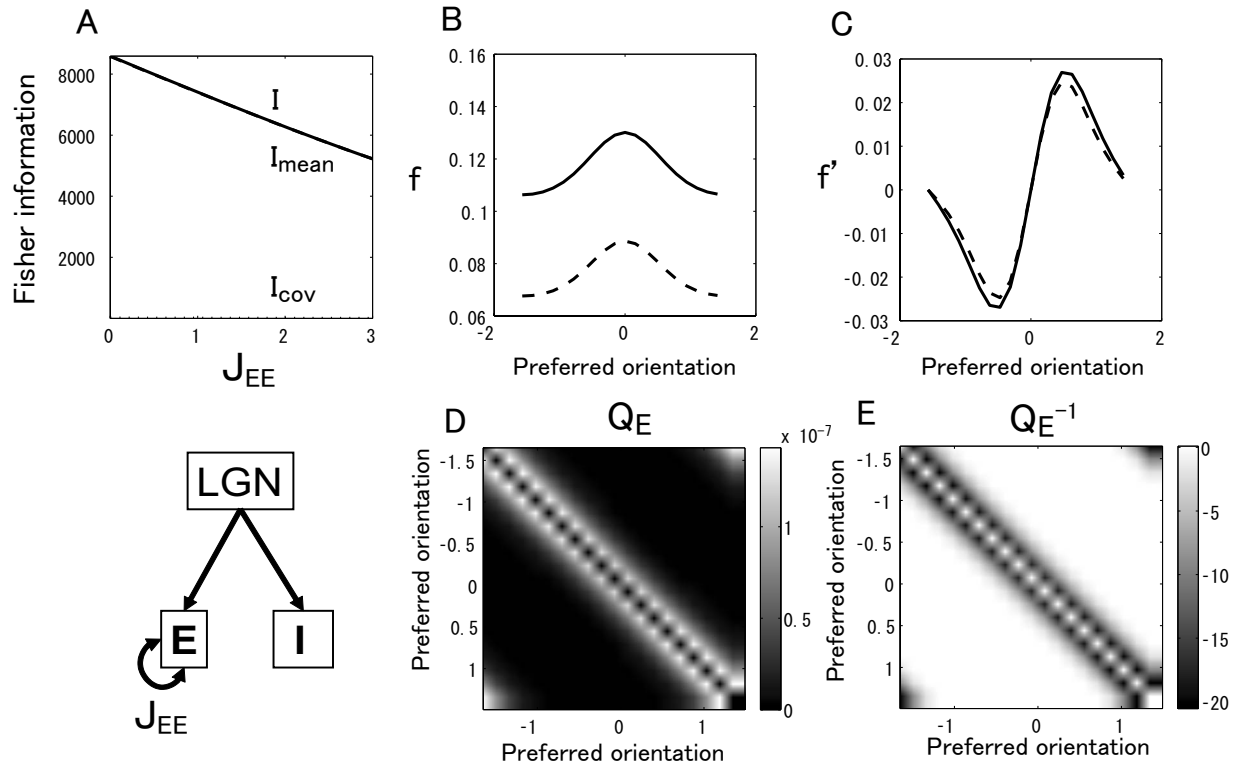 A
Fisher information
8000
6000
4000
2000
I
I_mean
I_cov
0 1 2 3
J_EE
B
f
0.16
0.14
0.12
0.1
0.08
0.06
-2 0 2
Preferred orientation
C
f'
0.03
0.02
0.01
0
-0.01
-0.02
-0.03
-2 0 2
Preferred orientation
LGN
E I
J_EE
D
Q_E
Preferred orientation
-1.5
-1
-0.5
0
0.5
1
-1 0 1
Preferred orientation
x 10^-7
1
0.5
0
E
Q_E^-1
Preferred orientation
-1.5
-1
-0.5
0
0.5
1
-1 0 1
Preferred orientation
0
-5
-10
-15
-20